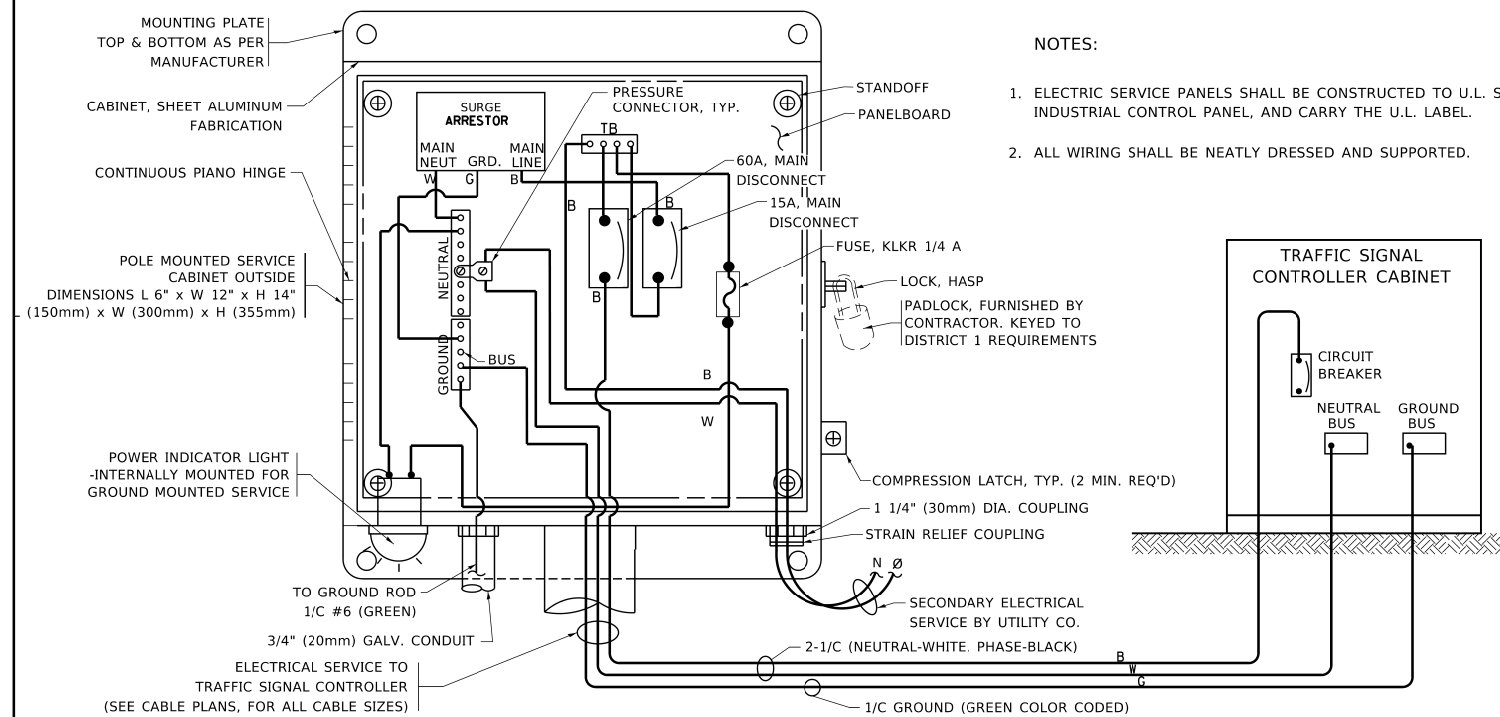 MOUNTING PLATE
TOP & BOTTOM AS PER
MANUFACTURER
CABINET, SHEET ALUMINUM
FABRICATION
CONTINUOUS PIANO HINGE
POLE MOUNTED SERVICE
CABINET OUTSIDE
DIMENSIONS L 6" x W 12" x H 14"
(150mm) x W (300mm) x H (355mm)
POWER INDICATOR LIGHT
-INTERNALLY MOUNTED FOR
GROUND MOUNTED SERVICE
TO GROUND ROD
1/C #6 (GREEN)
3/4" (20mm) GALV. CONDUIT
ELECTRICAL SERVICE TO
TRAFFIC SIGNAL CONTROLLER
(SEE CABLE PLANS, FOR ALL CABLE SIZES)
SURGE
ARRESTOR
MAIN
NEUT
GRD.
MAIN
LINE
W
G
B
NEUTRAL
GROUND
BUS
PRESSURE
CONNECTOR, TYP.
TB
60A, MAIN
DISCONNECT
15A, MAIN
DISCONNECT
B
B
B
FUSE, KLKR 1/4 A
B
W
STANDOFF
PANELBOARD
LOCK, HASP
PADLOCK, FURNISHED BY
CONTRACTOR. KEYED TO
DISTRICT 1 REQUIREMENTS
COMPRESSION LATCH, TYP. (2 MIN. REQ'D)
1 1/4" (30mm) DIA. COUPLING
STRAIN RELIEF COUPLING
N Ø
SECONDARY ELECTRICAL
SERVICE BY UTILITY CO.
2-1/C (NEUTRAL-WHITE, PHASE-BLACK)
B
W
G
1/C GROUND (GREEN COLOR CODED)
NOTES:
1. ELECTRIC SERVICE PANELS SHALL BE CONSTRUCTED TO U.L. S
INDUSTRIAL CONTROL PANEL, AND CARRY THE U.L. LABEL.
2. ALL WIRING SHALL BE NEATLY DRESSED AND SUPPORTED.
TRAFFIC SIGNAL
CONTROLLER CABINET
CIRCUIT
BREAKER
NEUTRAL
BUS
GROUND
BUS